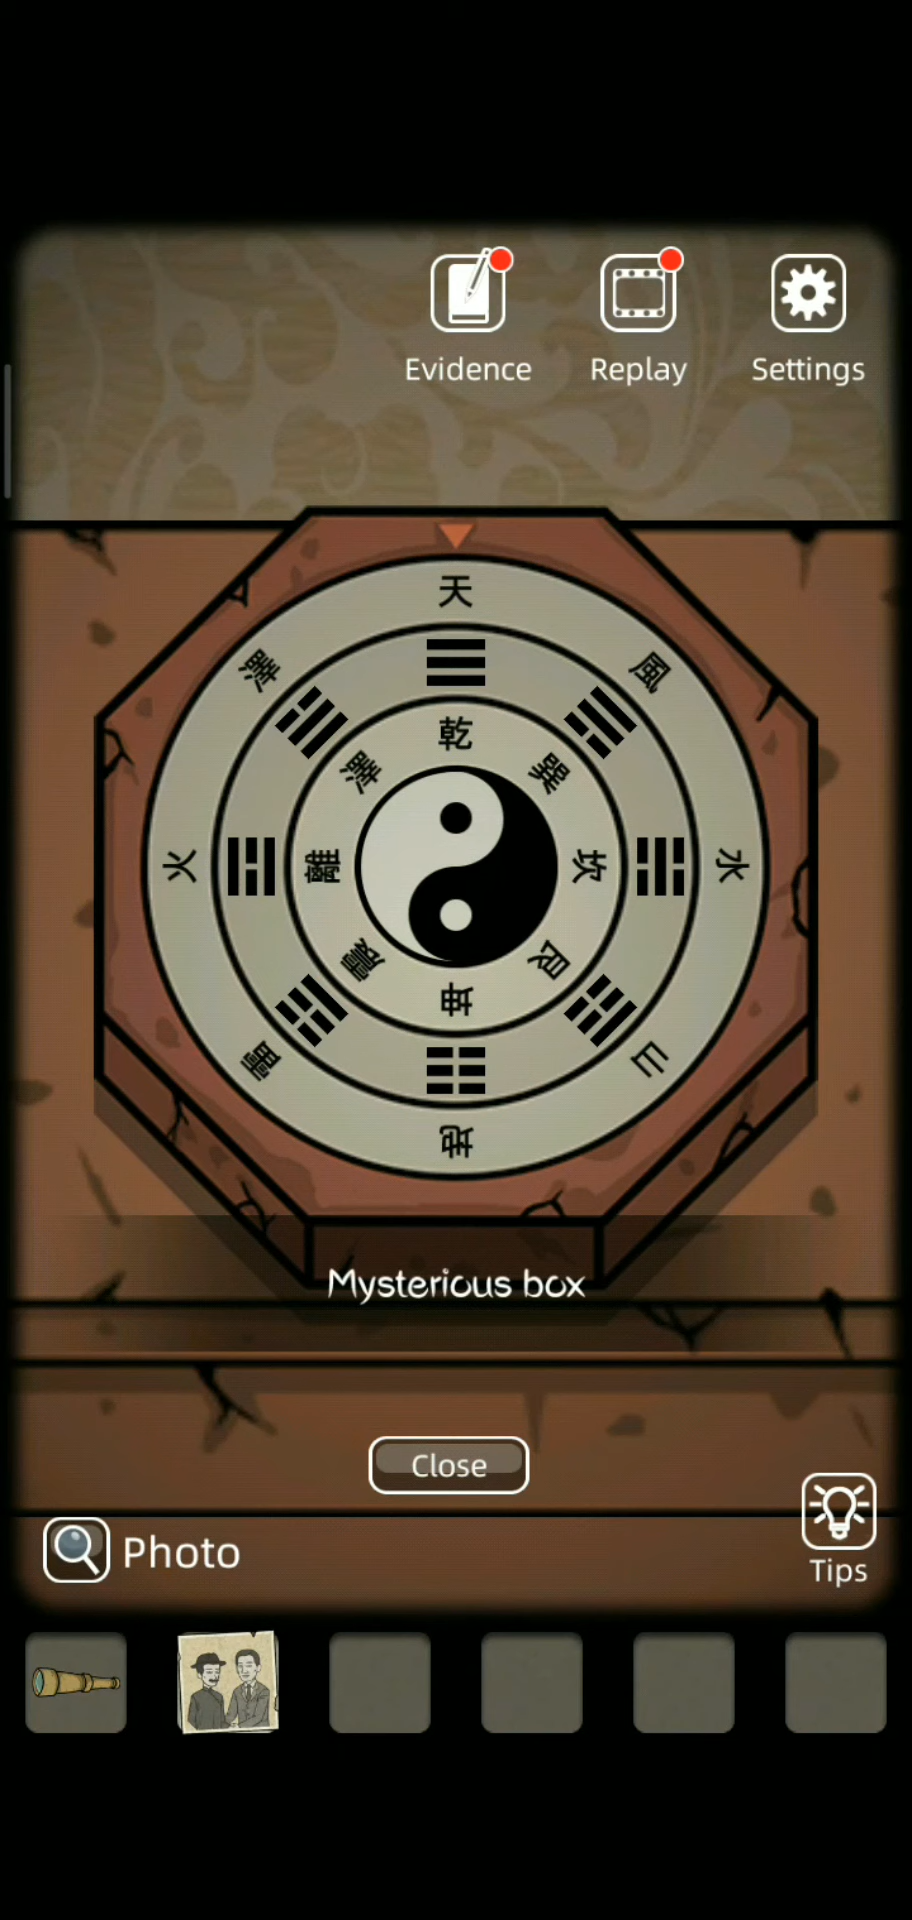 Evidence
Replay
Settings
天
澤
風
乾
澤
巽
火
離
坎
水
震
艮
坤
雷
山
地
Mysterious box
Close
Photo
Tips